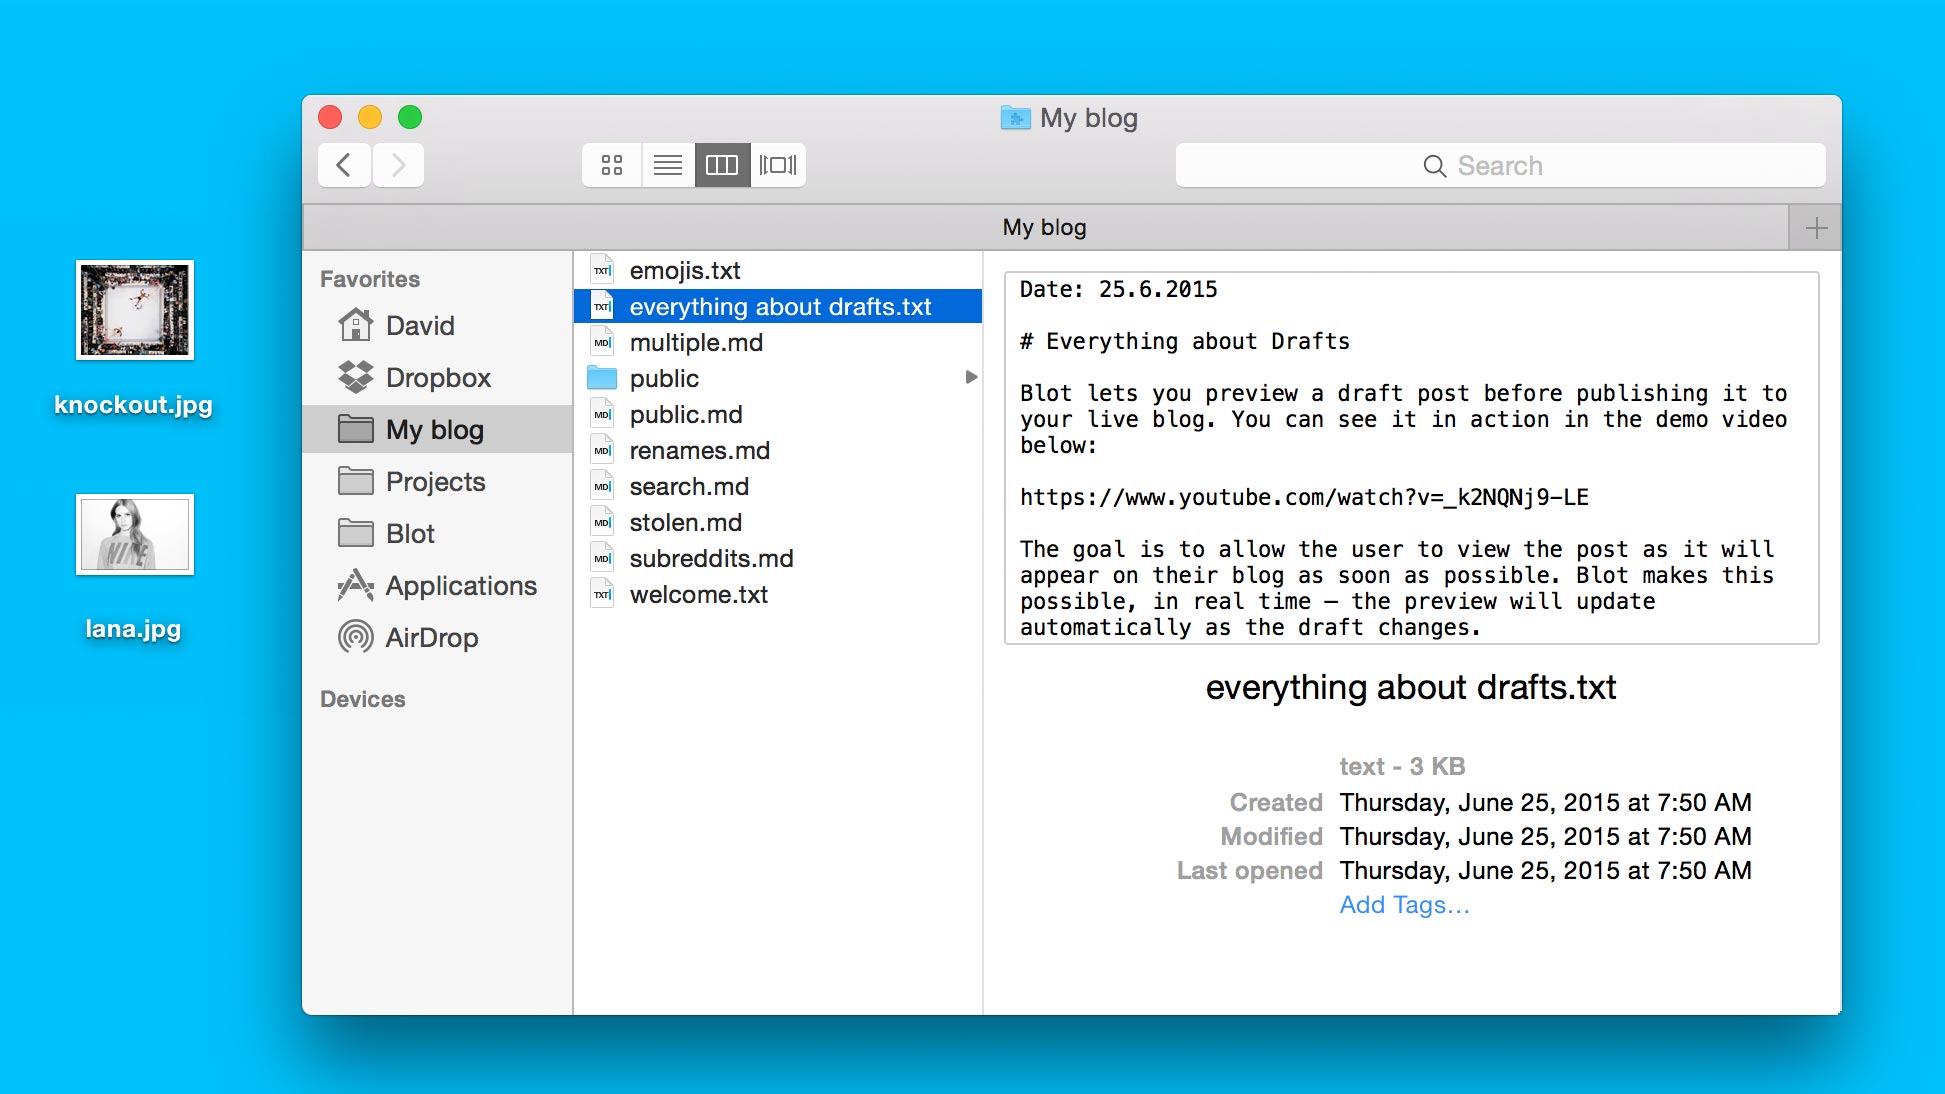 My blog
Search
My blog
knockout.jpg
lana.jpg
NIKE
Favorites
David
Dropbox
My blog
Projects
Blot
Applications
AirDrop
Devices
TXT emojis.txt
TXT everything about drafts.txt
MD multiple.md
public
MD public.md
MD renames.md
MD search.md
MD stolen.md
MD subreddits.md
TXT welcome.txt
Date: 25.6.2015
# Everything about Drafts
Blot lets you preview a draft post before publishing it to
your live blog. You can see it in action in the demo video
below:
https://www.youtube.com/watch?v=_k2NQNj9-LE
The goal is to allow the user to view the post as it will
appear on their blog as soon as possible. Blot makes this
possible, in real time — the preview will update
automatically as the draft changes.
everything about drafts.txt
text - 3 KB
Created Thursday, June 25, 2015 at 7:50 AM
Modified Thursday, June 25, 2015 at 7:50 AM
Last opened Thursday, June 25, 2015 at 7:50 AM
Add Tags...